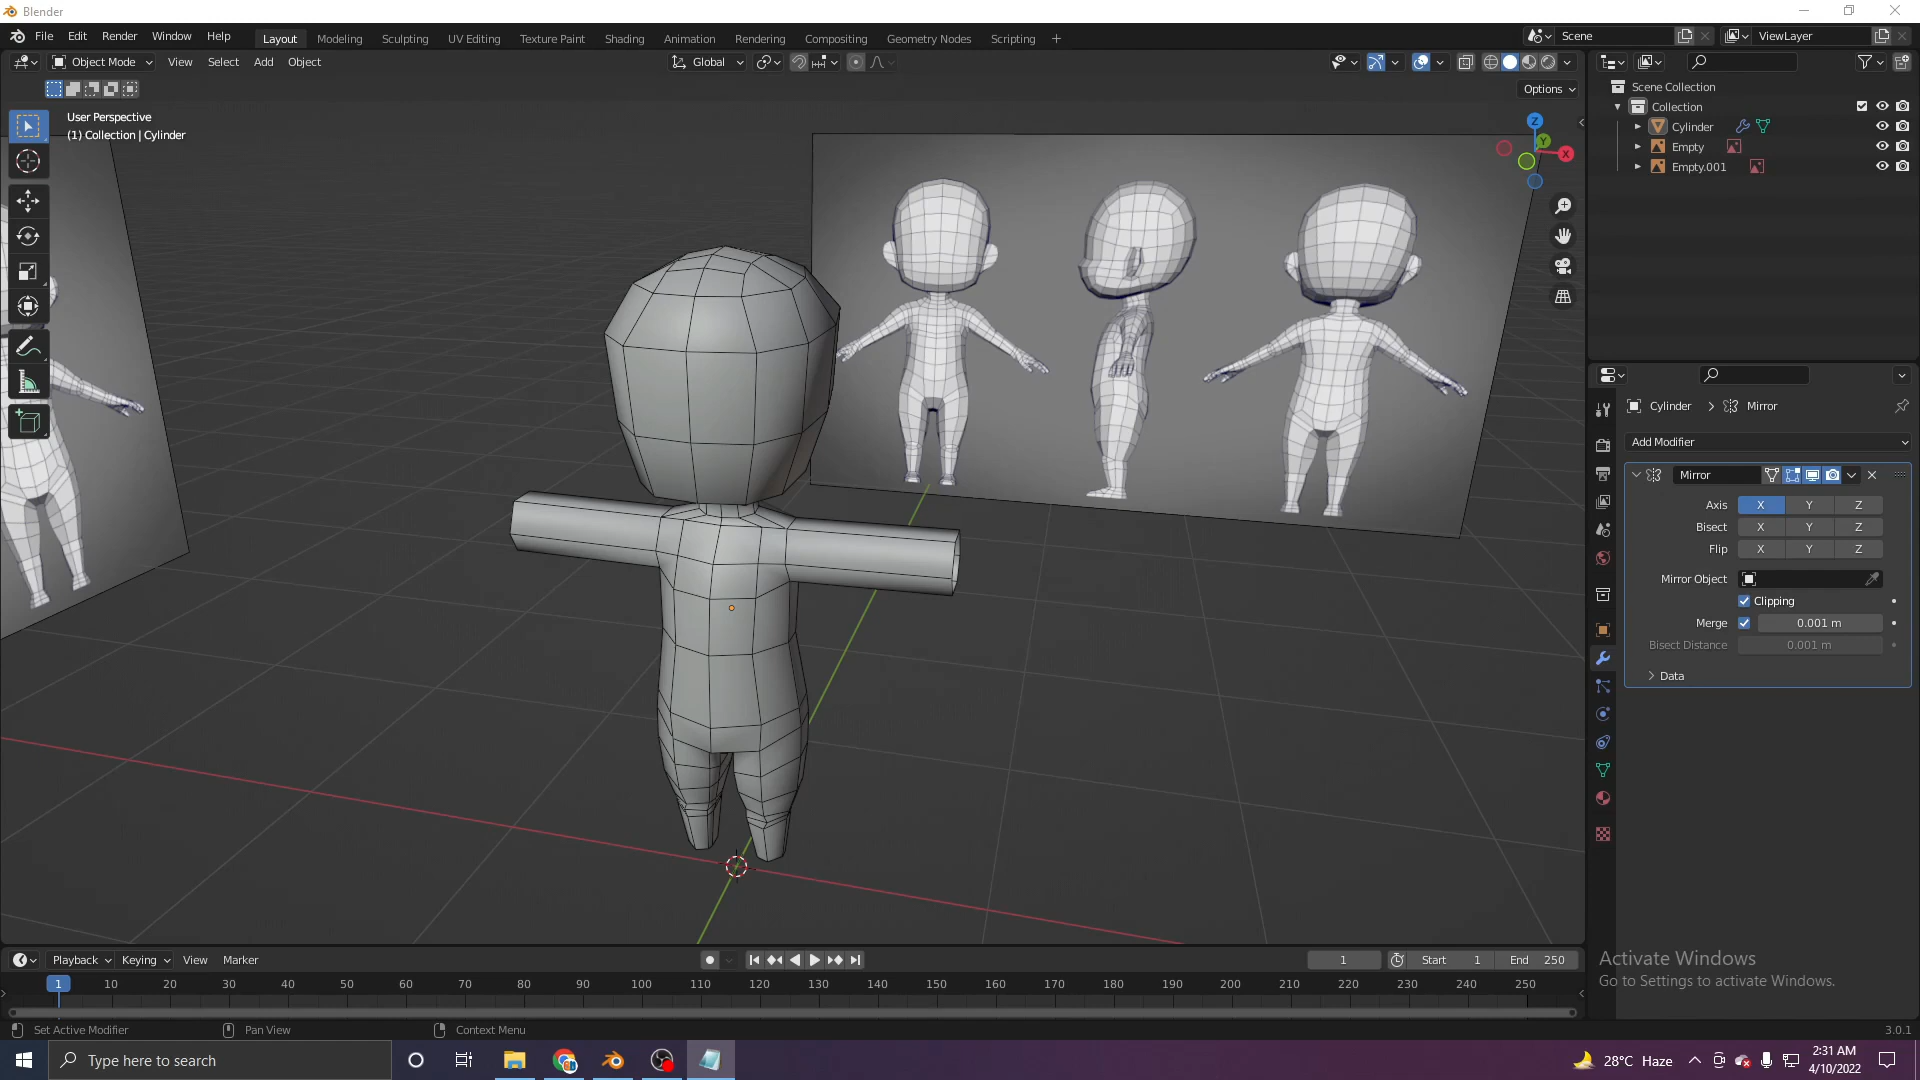 Blender
File Edit Render Window Help
Layout Modeling Sculpting UV Editing Texture Paint Shading Animation Rendering Compositing Geometry Nodes Scripting +
Scene
ViewLayer
Object Mode View Select Add Object
Global
Options
User Perspective
(1) Collection | Cylinder
Z
Y
X
Scene Collection
Collection
Cylinder
Empty
Empty.001
Cylinder > Mirror
Add Modifier
Mirror
Axis X Y Z
Bisect X Y Z
Flip X Y Z
Mirror Object
Clipping
Merge 0.001 m
Bisect Distance 0.001 m
Data
Playback Keying View Marker
1 Start 1 End 250
1 10 20 30 40 50 60 70 80 90 100 110 120 130 140 150 160 170 180 190 200 210 220 230 240 250
Activate Windows
Go to Settings to activate Windows.
Set Active Modifier Pan View Context Menu
3.0.1
Type here to search
28°C Haze
2:31 AM
4/10/2022